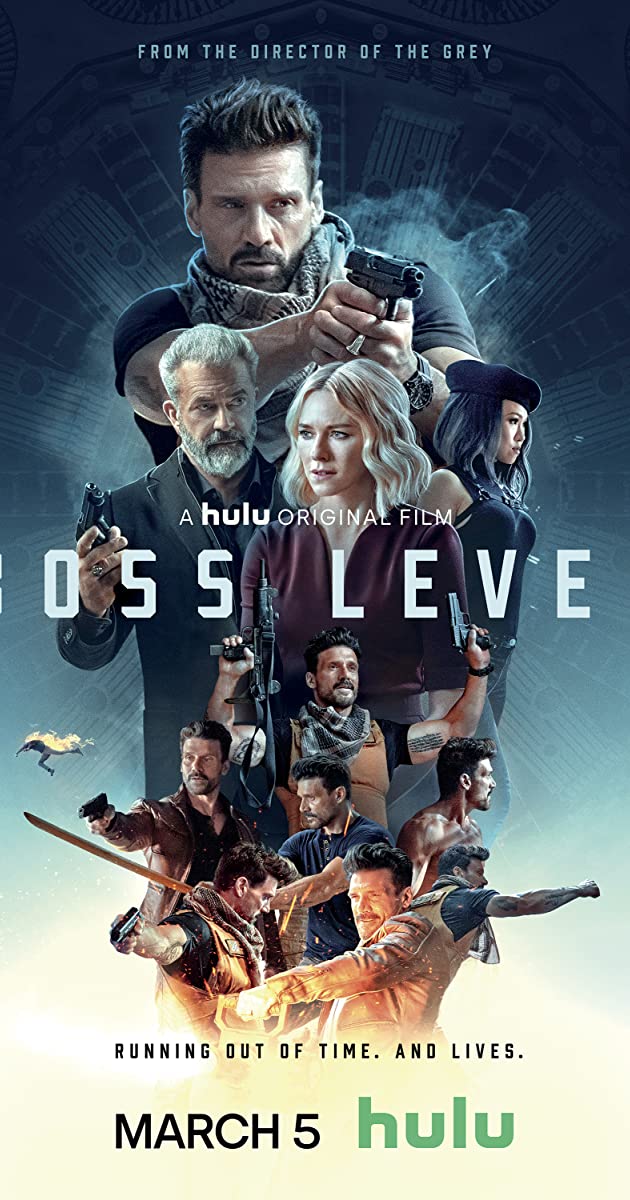 FROM THE DIRECTOR OF THE GREY
A hulu ORIGINAL FILM
BOSS LEVE
RUNNING OUT OF TIME. AND LIVES.
MARCH 5 hulu